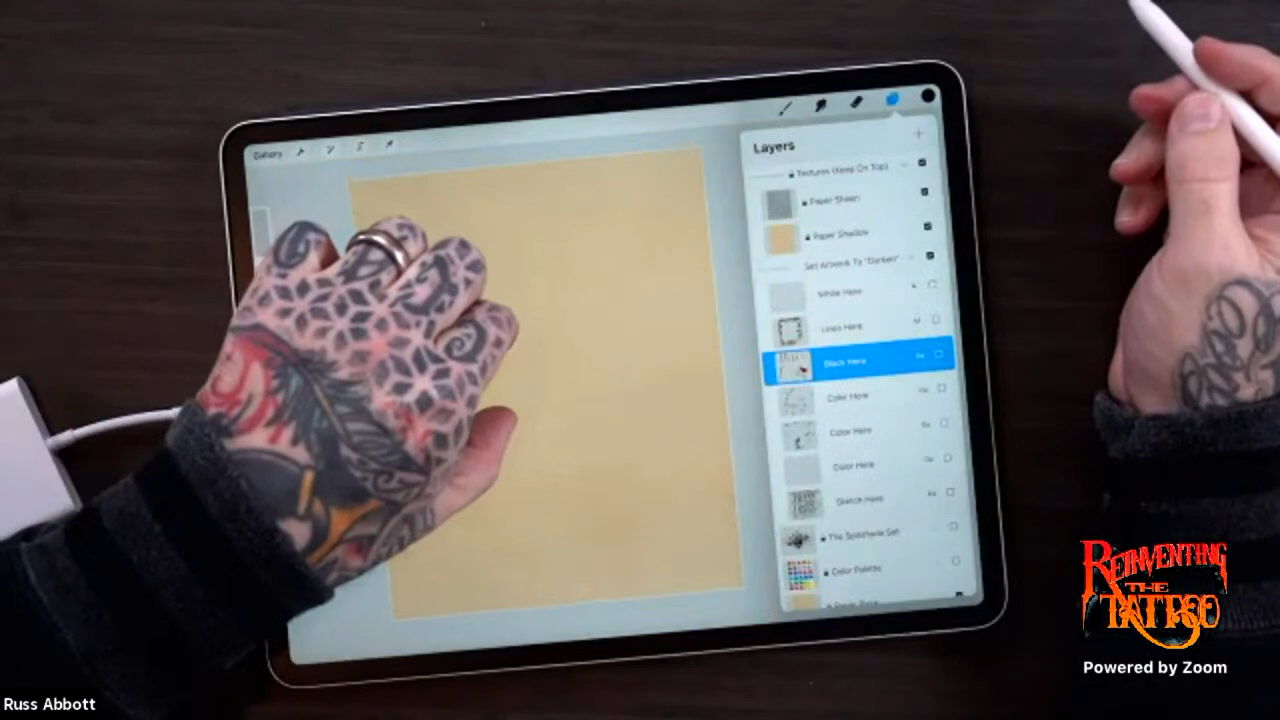 Gallery
Layers
Textures (Keep On Top)
Paper Sheen
Paper Shadow
Set Artwork To "Darken"
White Here
Lines Here
M
Black Here
Color Here
Color Here
Color Here
Sketch Here
The Spitshade Set
Color Palette
REINVENTING
THE
TATTOO
Powered by Zoom
Russ Abbott